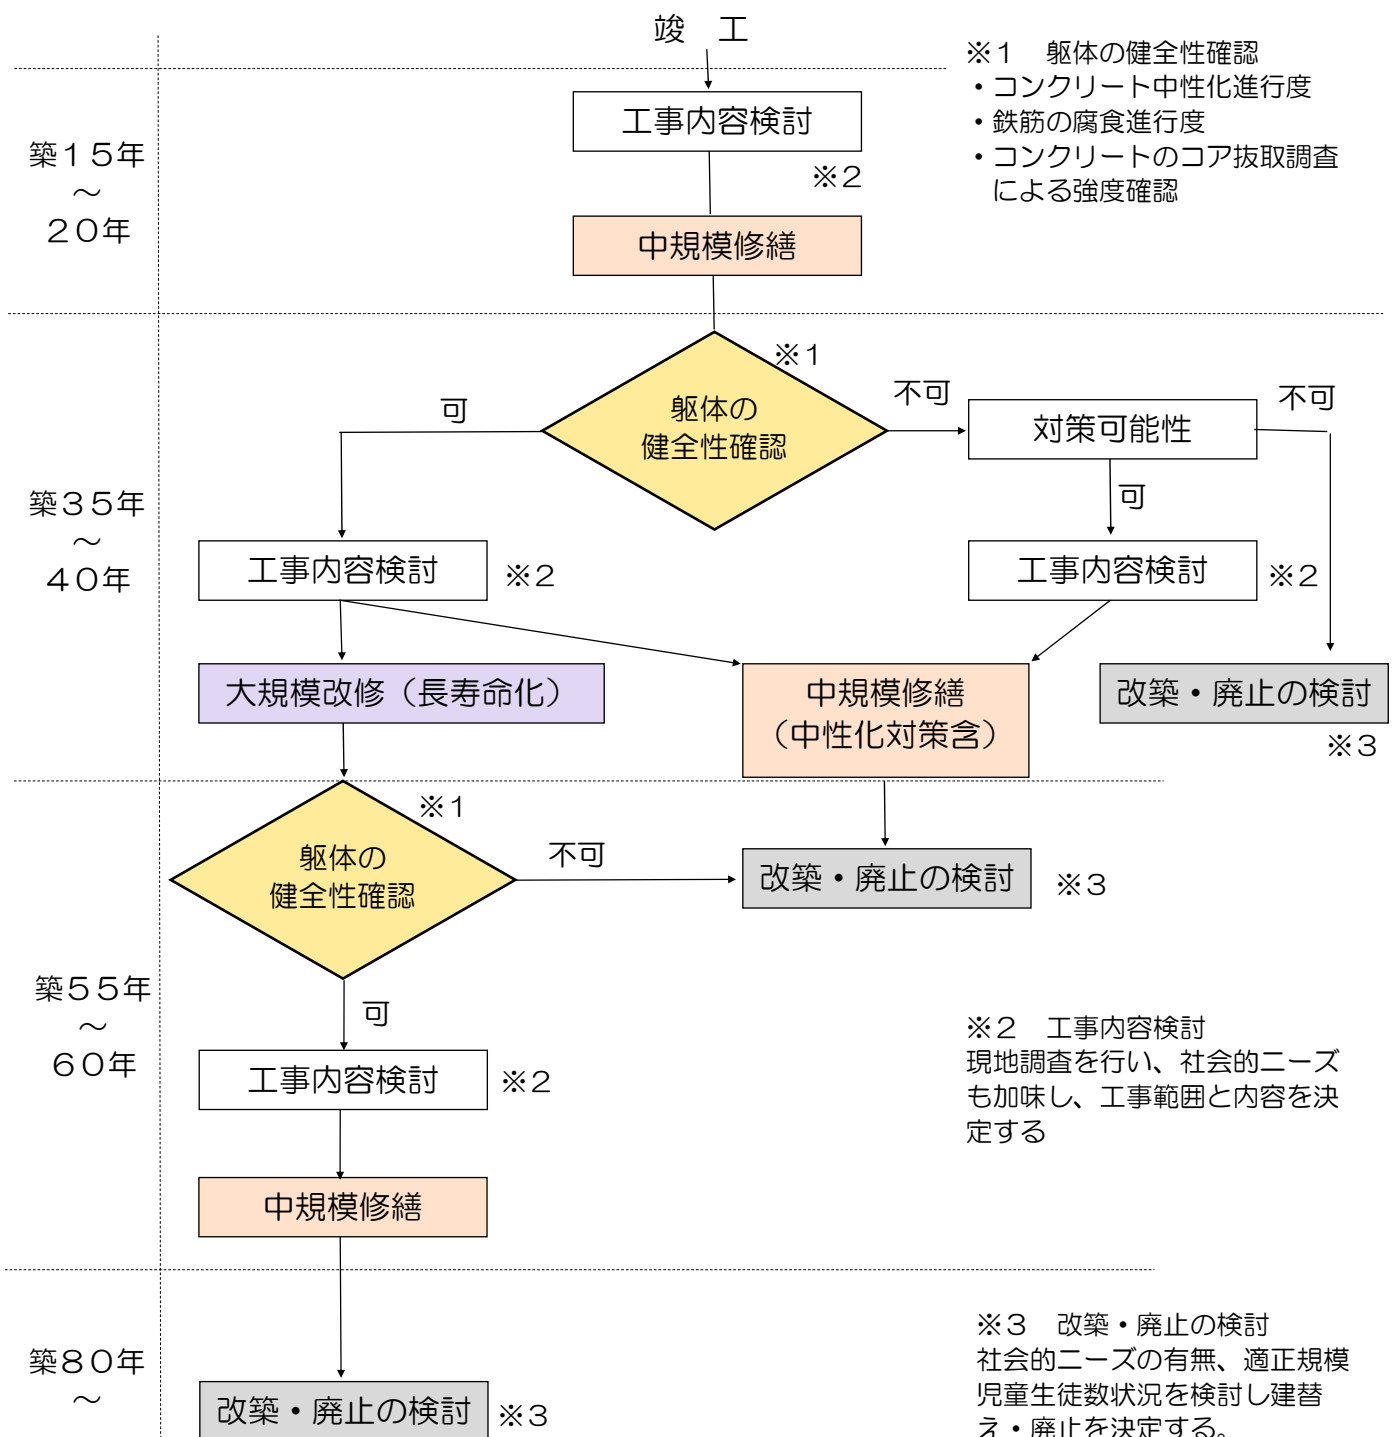 竣　工
※１　躯体の健全性確認
・コンクリート中性化進行度
・鉄筋の腐食進行度
・コンクリートのコア抜取調査
による強度確認
築１５年
～
２０年
工事内容検討
※２
中規模修繕
築３５年
～
４０年
※１
躯体の
健全性確認
可
不可
対策可能性
不可
可
工事内容検討
※２
工事内容検討
※２
大規模改修（長寿命化）
中規模修繕
（中性化対策含）
改築・廃止の検討
※３
築５５年
～
６０年
※１
躯体の
健全性確認
不可
改築・廃止の検討
※３
可
工事内容検討
※２
中規模修繕
※２　工事内容検討
現地調査を行い、社会的ニーズ
も加味し、工事範囲と内容を決
定する
築８０年
～
改築・廃止の検討
※３
※３　改築・廃止の検討
社会的ニーズの有無、適正規模
児童生徒数状況を検討し建替
え・廃止を決定する。